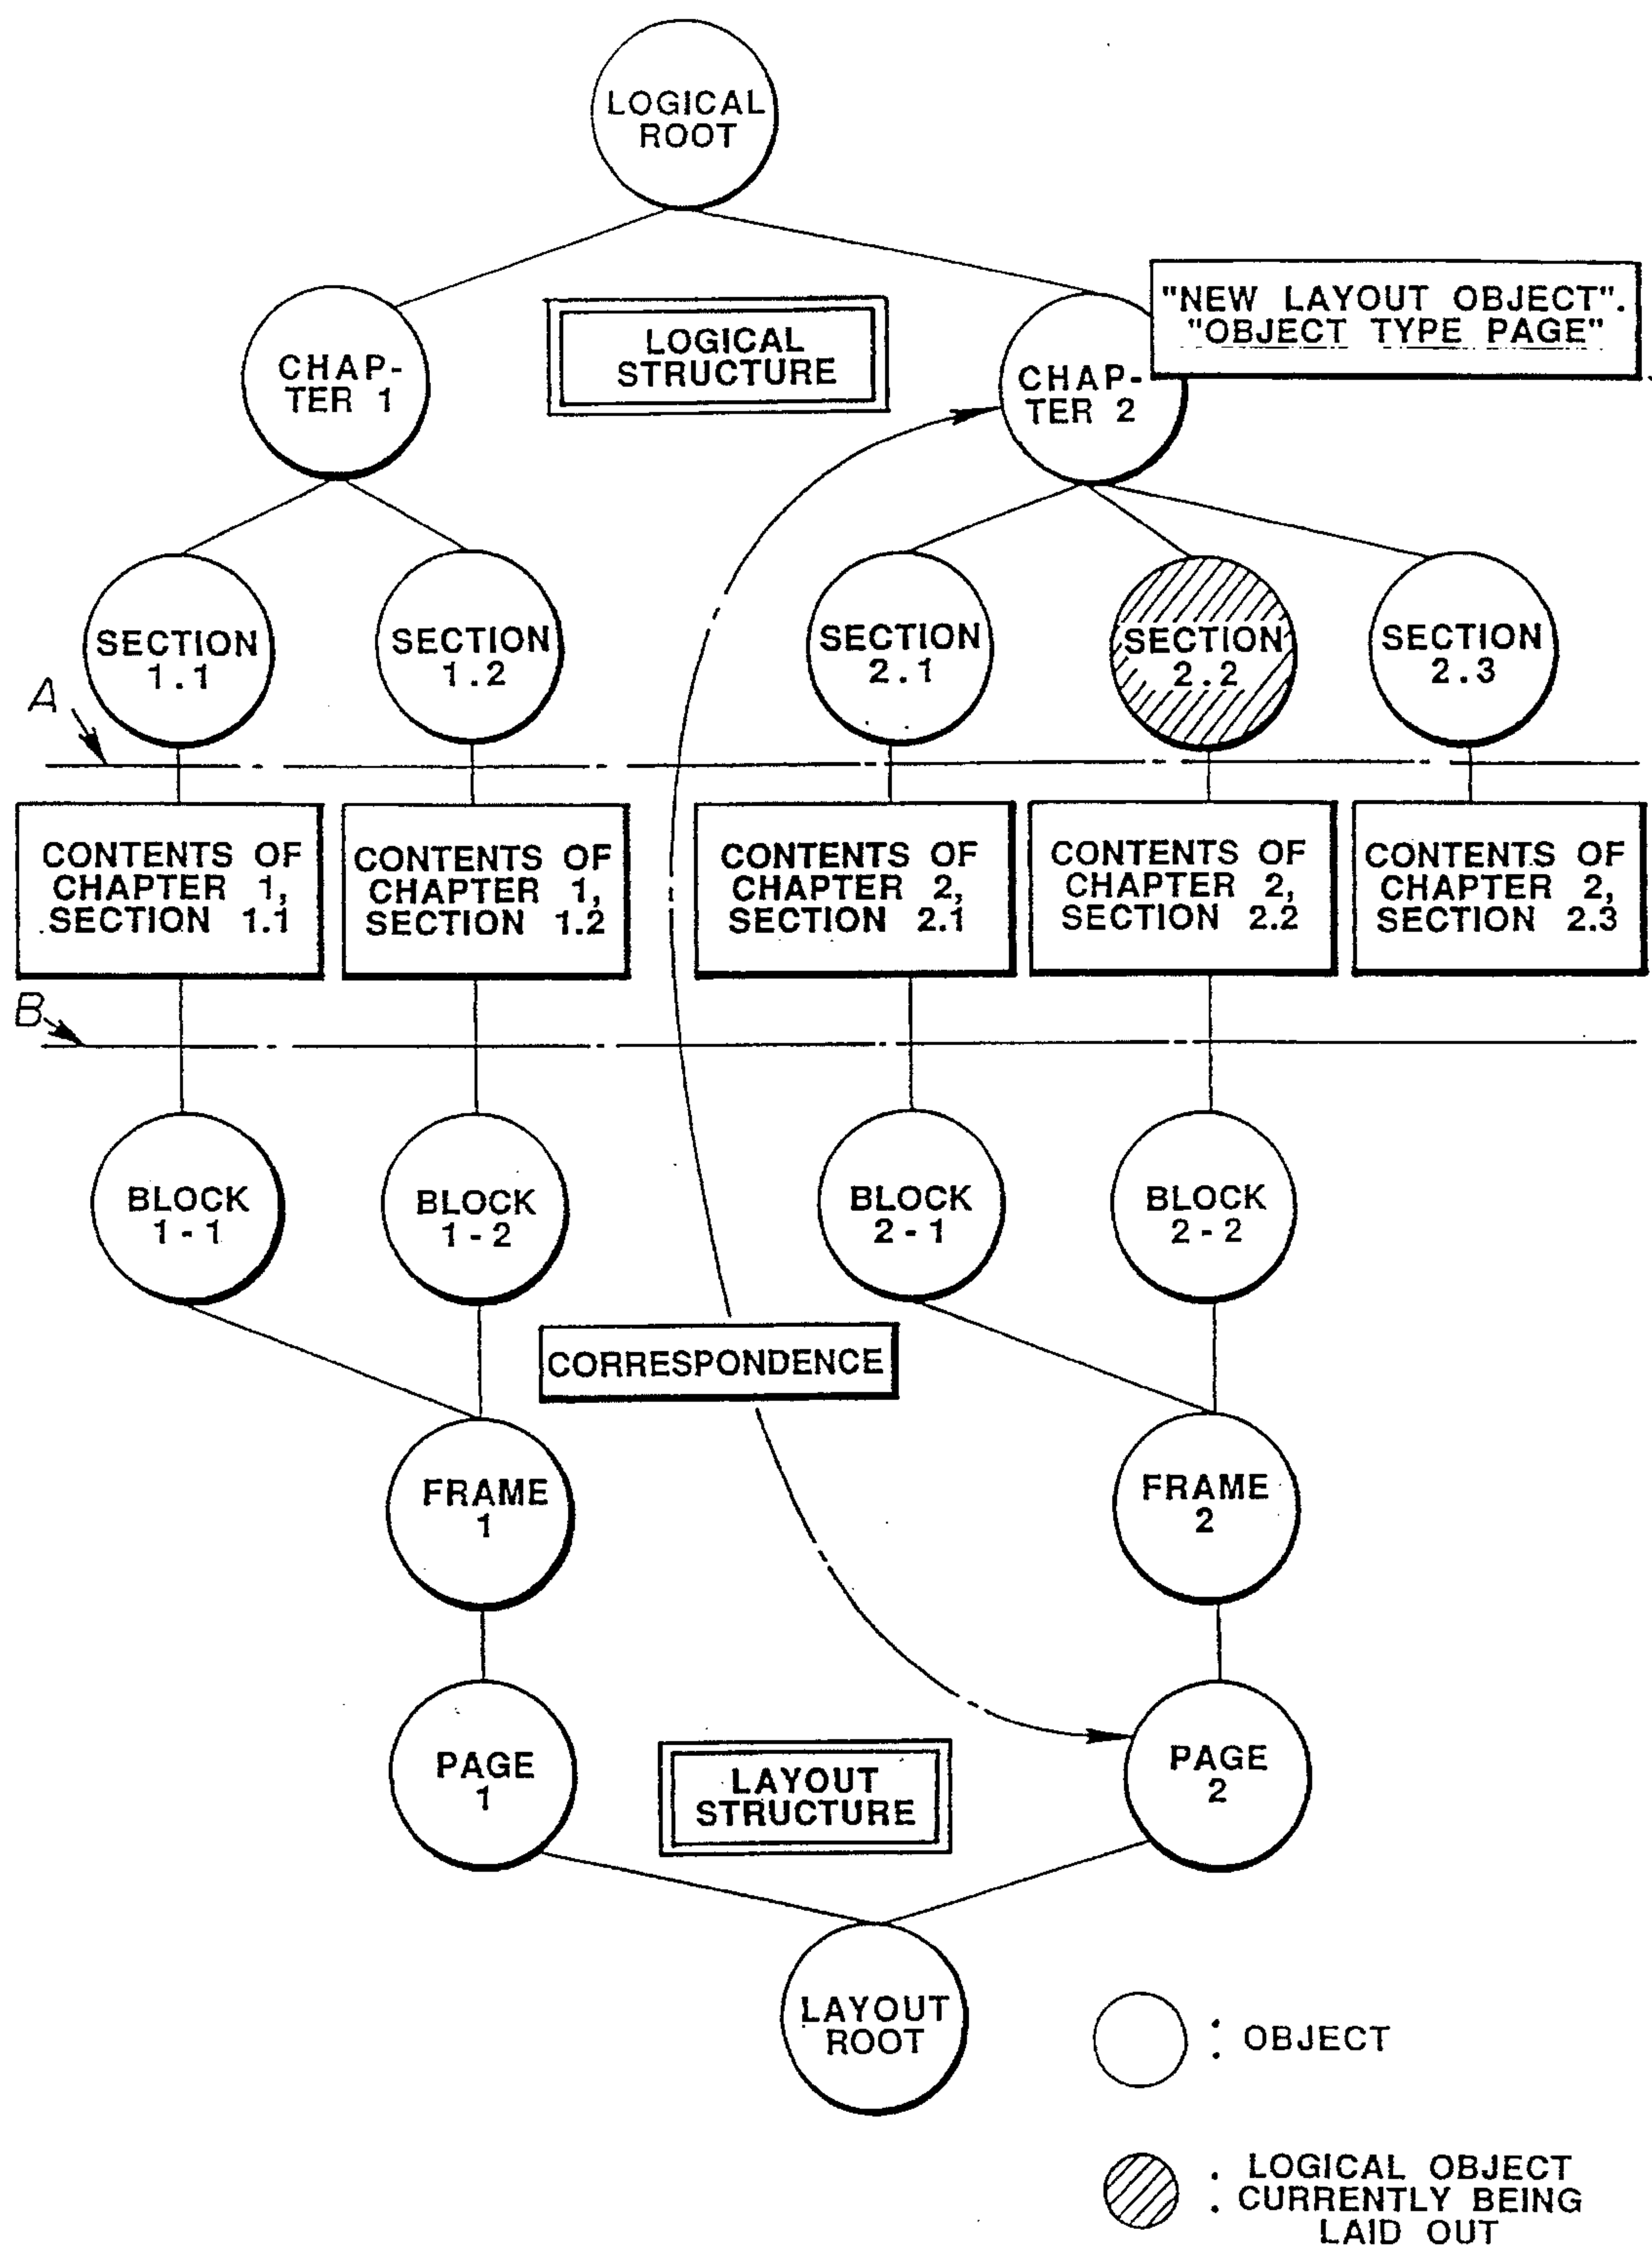 LOGICAL
ROOT
"NEW LAYOUT OBJECT".
"OBJECT TYPE PAGE"
LOGICAL
STRUCTURE
CHAP-
TER 1
CHAP-
TER 2
SECTION
1.1
SECTION
1.2
SECTION
2.1
SECTION
2.2
SECTION
2.3
A
CONTENTS OF
CHAPTER 1,
SECTION 1.1
CONTENTS OF
CHAPTER 1,
SECTION 1.2
CONTENTS OF
CHAPTER 2,
SECTION 2.1
CONTENTS OF
CHAPTER 2,
SECTION 2.2
CONTENTS OF
CHAPTER 2,
SECTION 2.3
B
BLOCK
1-1
BLOCK
1-2
BLOCK
2-1
BLOCK
2-2
CORRESPONDENCE
FRAME
1
FRAME
2
PAGE
1
LAYOUT
STRUCTURE
PAGE
2
LAYOUT
ROOT
: OBJECT
: LOGICAL OBJECT
CURRENTLY BEING
LAID OUT